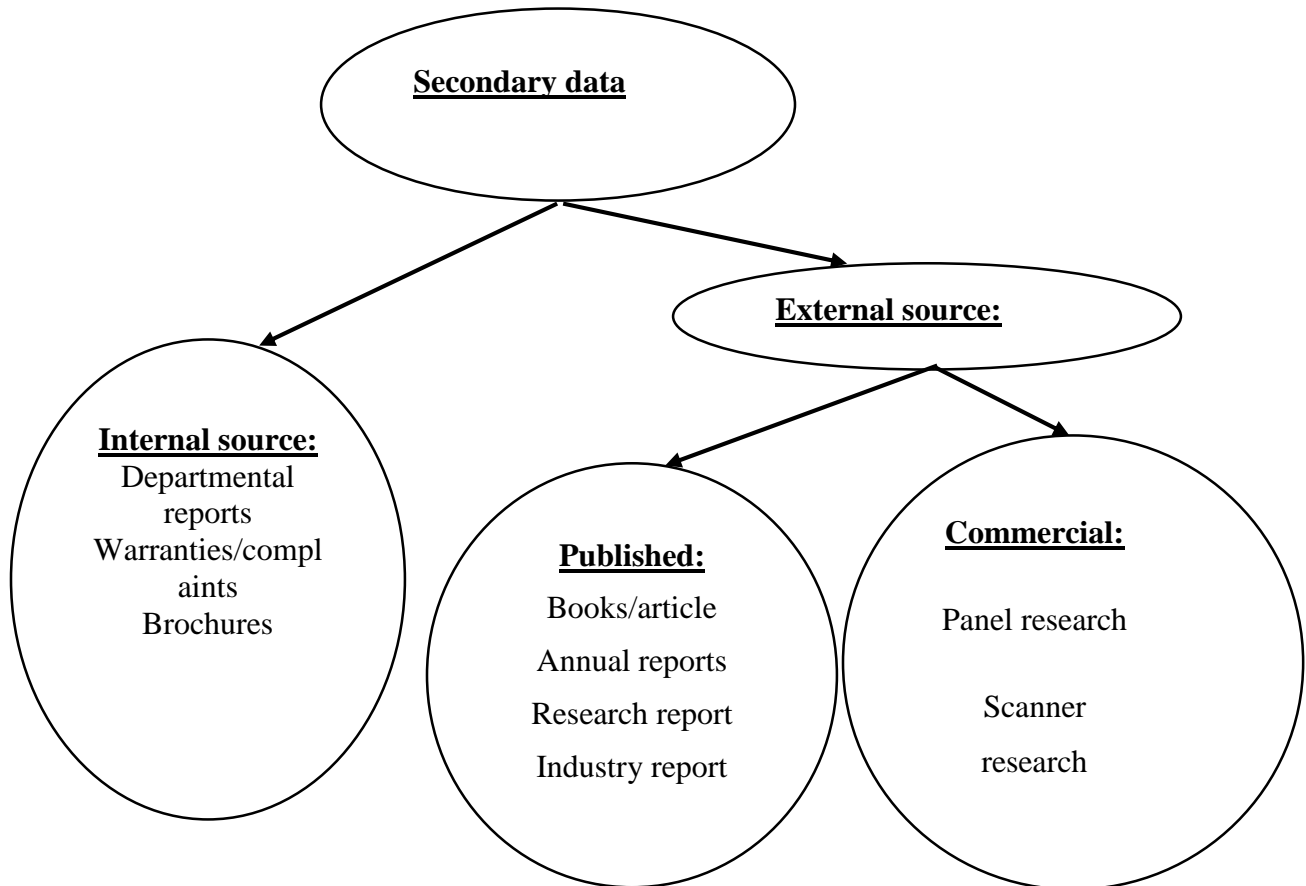 Secondary data
External source:
Internal source:
Departmental
reports
Warranties/compl
aints
Brochures
Published:
Books/article
Annual reports
Research report
Industry report
Commercial:
Panel research
Scanner
research